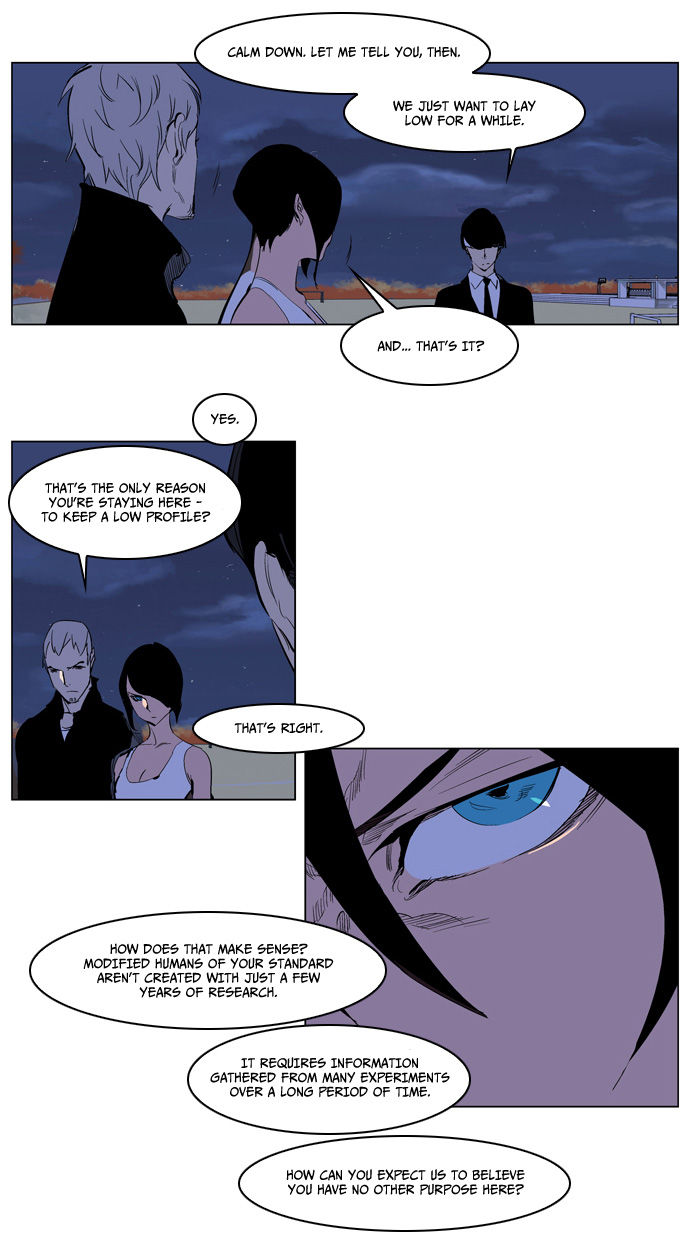 CALM DOWN. LET ME TELL YOU, THEN.
WE JUST WANT TO LAY
LOW FOR A WHILE.
AND... THAT'S IT?
YES.
THAT'S THE ONLY REASON
YOU'RE STAYING HERE -
TO KEEP A LOW PROFILE?
THAT'S RIGHT.
HOW DOES THAT MAKE SENSE?
MODIFIED HUMANS OF YOUR STANDARD
AREN'T CREATED WITH JUST A FEW
YEARS OF RESEARCH.
IT REQUIRES INFORMATION
GATHERED FROM MANY EXPERIMENTS
OVER A LONG PERIOD OF TIME.
HOW CAN YOU EXPECT US TO BELIEVE
YOU HAVE NO OTHER PURPOSE HERE?